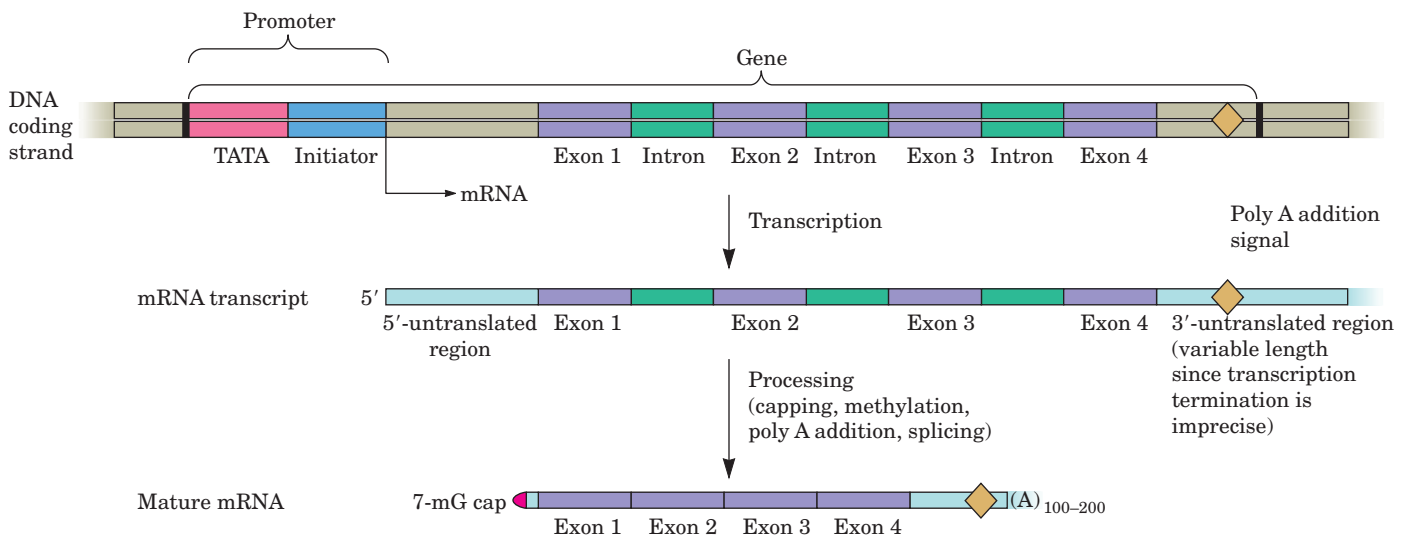 Promoter
Gene
DNA
coding
strand
TATA Initiator Exon 1 Intron Exon 2 Intron Exon 3 Intron Exon 4
mRNA
Transcription
Poly A addition
signal
mRNA transcript 5′
5′-untranslated
region
Exon 1 Exon 2 Exon 3 Exon 4
3′-untranslated region
(variable length
since transcription
termination is
imprecise)
Processing
(capping, methylation,
poly A addition, splicing)
Mature mRNA 7-mG cap (A) 100–200
Exon 1 Exon 2 Exon 3 Exon 4